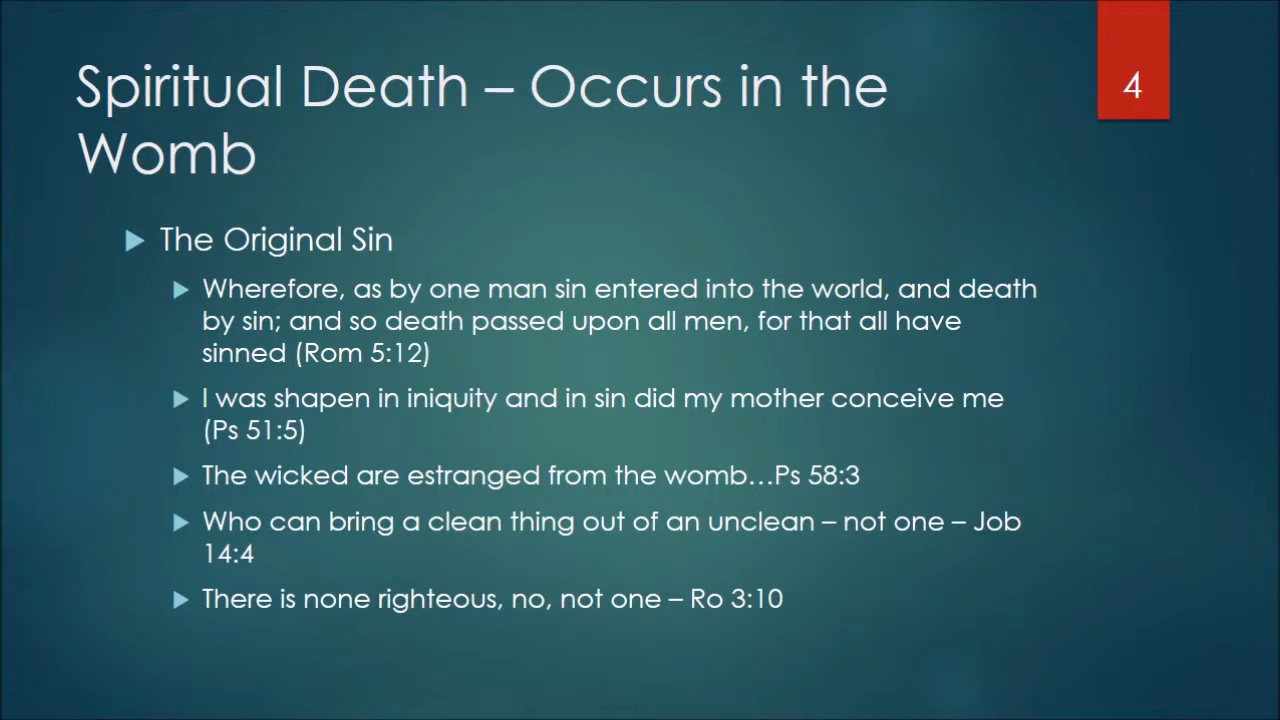 Spiritual Death – Occurs in the
Womb
4
The Original Sin
Wherefore, as by one man sin entered into the world, and death
by sin; and so death passed upon all men, for that all have
sinned (Rom 5:12)
I was shapen in iniquity and in sin did my mother conceive me
(Ps 51:5)
The wicked are estranged from the womb…Ps 58:3
Who can bring a clean thing out of an unclean – not one – Job
14:4
There is none righteous, no, not one – Ro 3:10